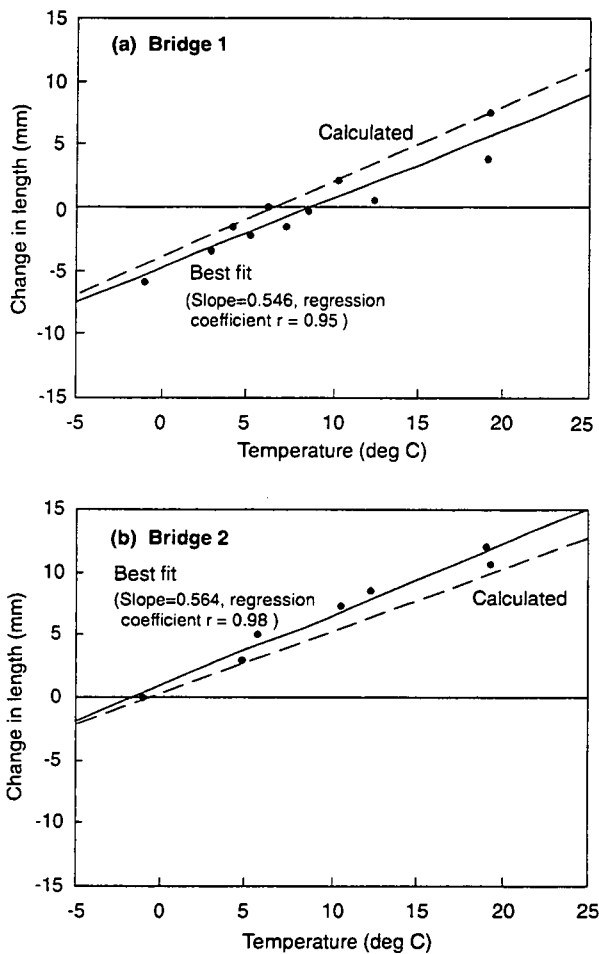 15
(a) Bridge 1
10
Calculated
5
0
-5
Best fit
(Slope=0.546, regression
coefficient r = 0.95 )
-10
-15
-5 0 5 10 15 20 25
Change in length (mm)
Temperature (deg C)
15
(b) Bridge 2
Best fit
10
(Slope=0.564, regression
coefficient r = 0.98 )
Calculated
5
0
-5
-10
-15
-5 0 5 10 15 20 25
Change in length (mm)
Temperature (deg C)